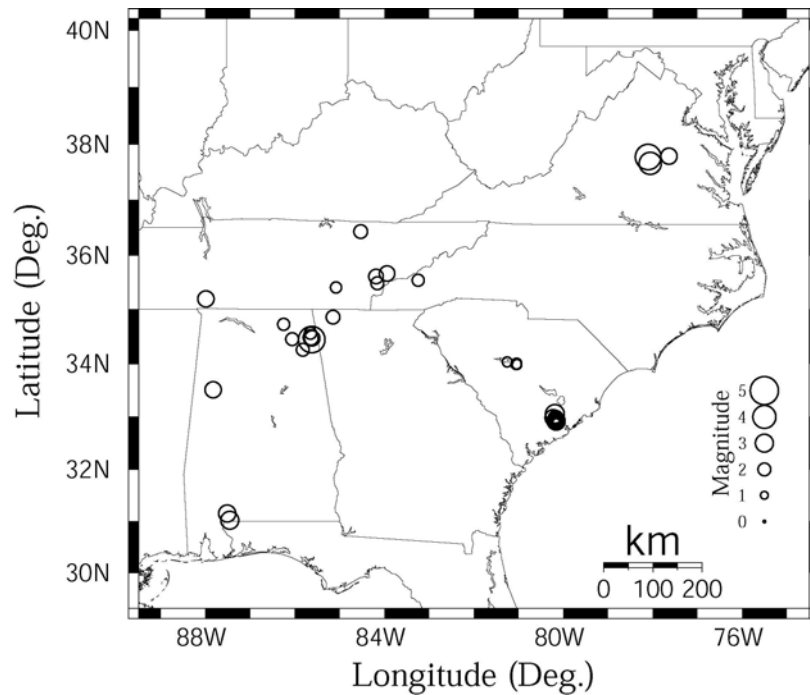 40N
38N
36N
34N
32N
30N
Latitude (Deg.)
5
4
3
2
1
0
Magnitude
km
0 100 200
88W 84W 80W 76W
Longitude (Deg.)